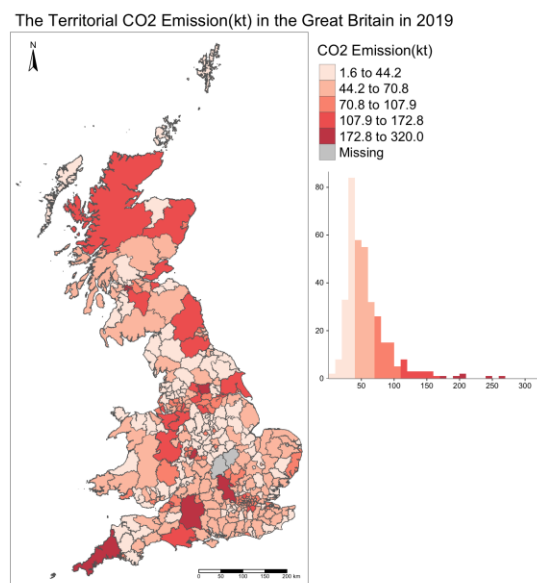 The Territorial CO2 Emission(kt) in the Great Britain in 2019
N
CO2 Emission(kt)
1.6 to 44.2
44.2 to 70.8
70.8 to 107.9
107.9 to 172.8
172.8 to 320.0
Missing
80
60
40
20
0
50 100 150 200 250 300
0 50 100 150 200 km